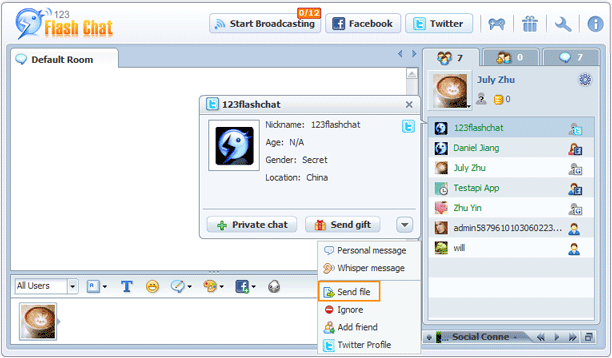 123
Flash Chat
Start Broadcasting
0/12
Facebook
Twitter
Default Room
7
0
7
July Zhu
?
0
123flashchat
Nickname: 123flashchat
Age: N/A
Gender: Secret
Location: China
Private chat
Send gift
123flashchat
Daniel Jiang
July Zhu
Testapi App
Zhu Yin
admin5879610103060223...
will
Personal message
Whisper message
Send file
Ignore
Add friend
Twitter Profile
All Users
A
T
... Social Conne